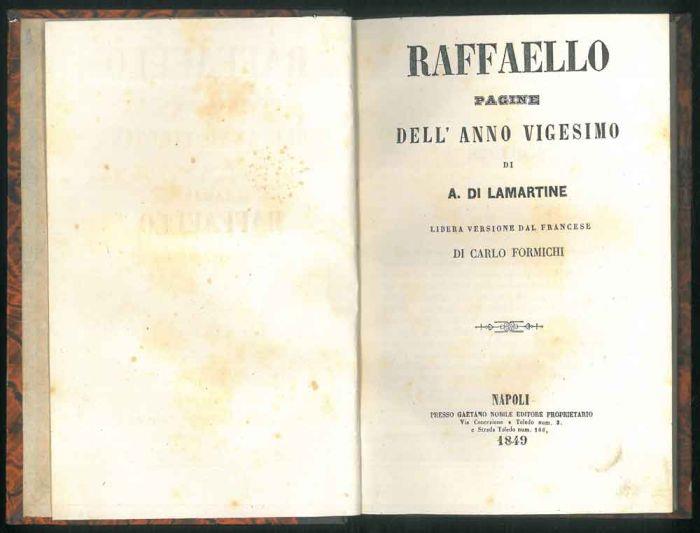 RAFFAELLO
PAGINE
DELL' ANNO VIGESIMO
DI
A. DI LAMARTINE
LIBERA VERSIONE DAL FRANCESE
DI CARLO FORMICHI
NAPOLI
PRESSO GAETANO NOBILE EDITORE PROPRIETARIO
Via Concezione a Toledo num. 3.
e Strada Toledo num. 166,
1849